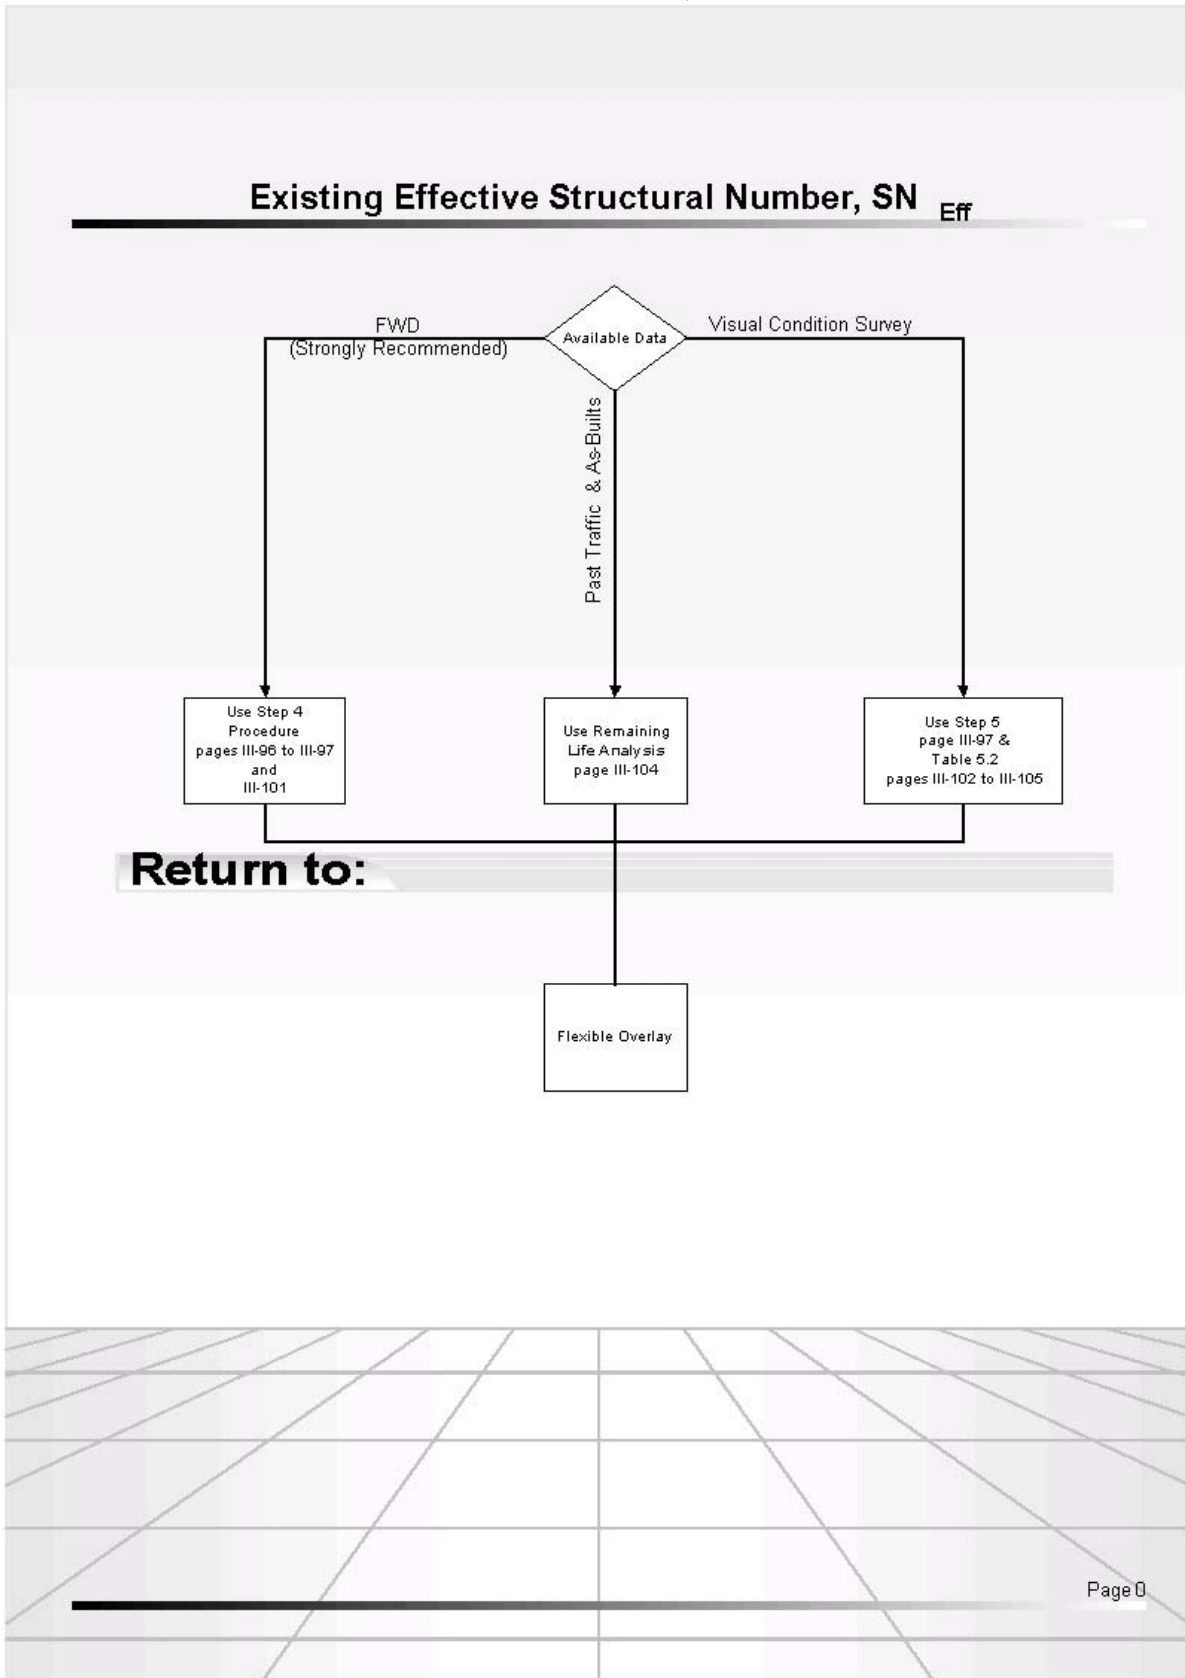 Existing Effective Structural Number, SN Eff
FWD
(Strongly Recommended)
Available Data
Visual Condition Survey
Past Traffic & As-Builts
Use Step 4
Procedure
pages III-96 to III-97
and
III-101
Use Remaining
Life Analysis
page III-104
Use Step 5
page III-97 &
Table 5.2
pages III-102 to III-105
Return to:
Flexible Overlay
Page 0